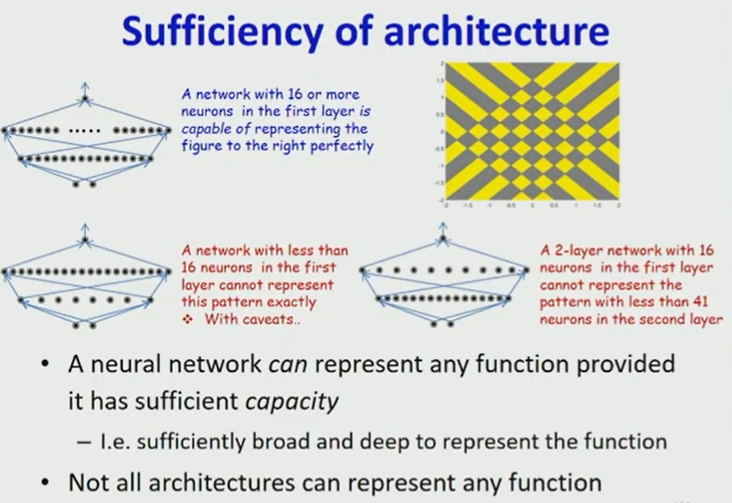 Sufficiency of architecture
A network with 16 or more
neurons in the first layer is
capable of representing the
figure to the right perfectly
A network with less than
16 neurons in the first
layer cannot represent
this pattern exactly
❖ With caveats..
A 2-layer network with 16
neurons in the first layer
cannot represent the
pattern with less than 41
neurons in the second layer
• A neural network can represent any function provided
it has sufficient capacity
– I.e. sufficiently broad and deep to represent the function
• Not all architectures can represent any function